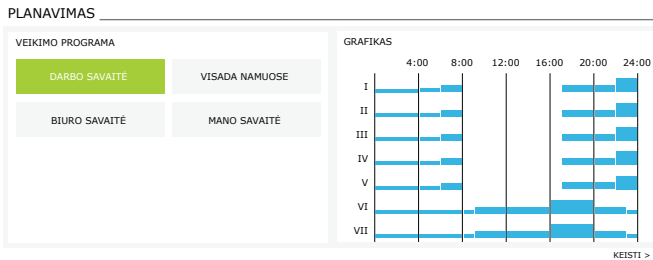 PLANAVIMAS
VEIKIMO PROGRAMA
DARBO SAVAITĖ
VISADA NAMUOSE
BIURO SAVAITĖ
MANO SAVAITĖ
GRAFIKAS
4:00 8:00 12:00 16:00 20:00 24:00
I
II
III
IV
V
VI
VII
KEISTI >